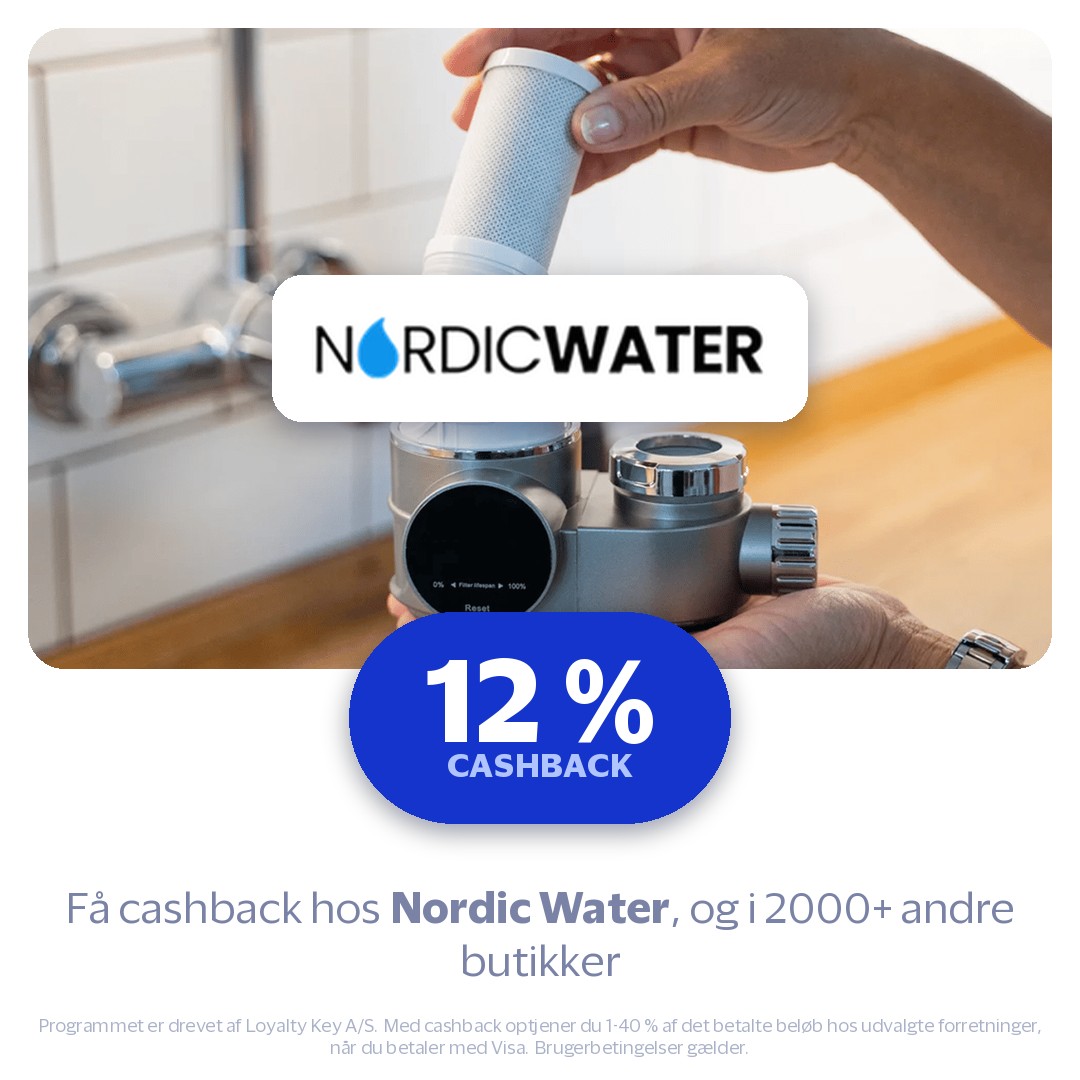 NORDICWATER
0% ◄ Filter lifespan ► 100%
Reset
12 %
CASHBACK
Få cashback hos Nordic Water, og i 2000+ andre
butikker
Programmet er drevet af Loyalty Key A/S. Med cashback optjener du 1-40 % af det betalte beløb hos udvalgte forretninger,
når du betaler med Visa. Brugerbetingelser gælder.